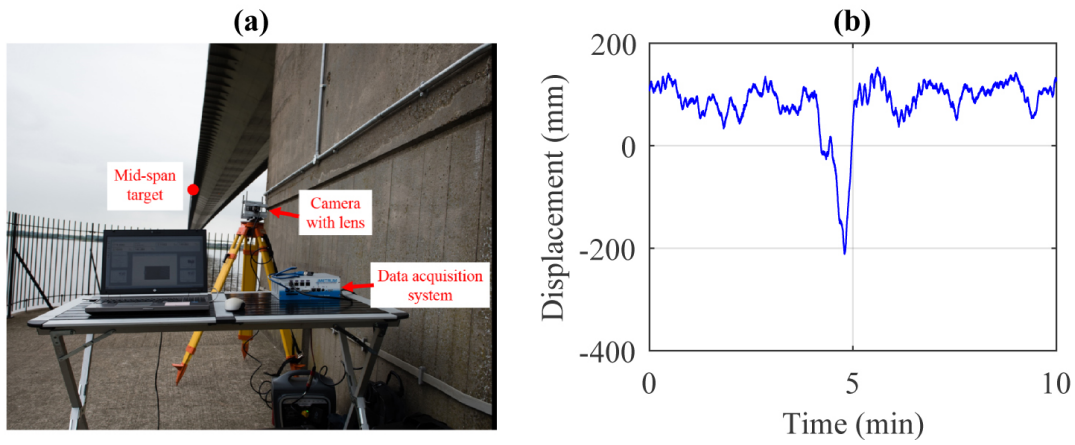 (a)
Mid-span
target
Camera
with lens
Data acquisition
system
(b)
Displacement (mm)
200
0
-200
-400
0
5
10
Time (min)